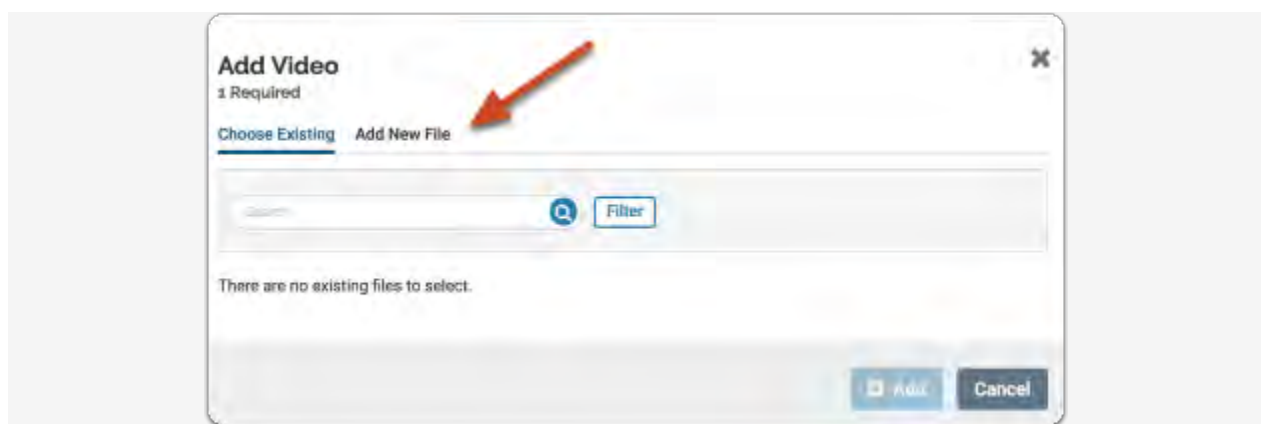 Add Video
1 Required
Choose Existing Add New File
Filter
There are no existing files to select.
Add Cancel